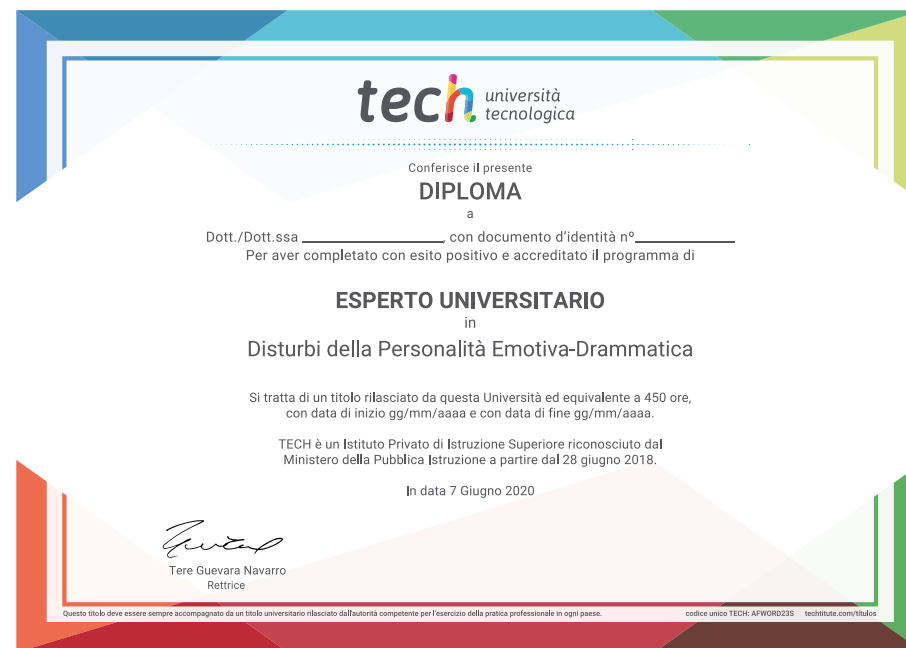 tech università
tecnologica
Conferisce il presente
DIPLOMA
a
Dott./Dott.ssa ____________, con documento d'identità nº____________
Per aver completato con esito positivo e accreditato il programma di
ESPERTO UNIVERSITARIO
in
Disturbi della Personalità Emotiva-Drammatica
Si tratta di un titolo rilasciato da questa Università ed equivalente a 450 ore,
con data di inizio gg/mm/aaaa e con data di fine gg/mm/aaaa.
TECH è un Istituto Privato di Istruzione Superiore riconosciuto dal
Ministero della Pubblica Istruzione a partire dal 28 giugno 2018.
In data 7 Giugno 2020
Tere Guevara Navarro
Rettrice
Questo titolo deve essere sempre accompagnato da un titolo universitario rilasciato dall'autorità competente per l'esercizio della pratica professionale in ogni paese. codice unico TECH: AFWORD23S techtitute.com/titulos